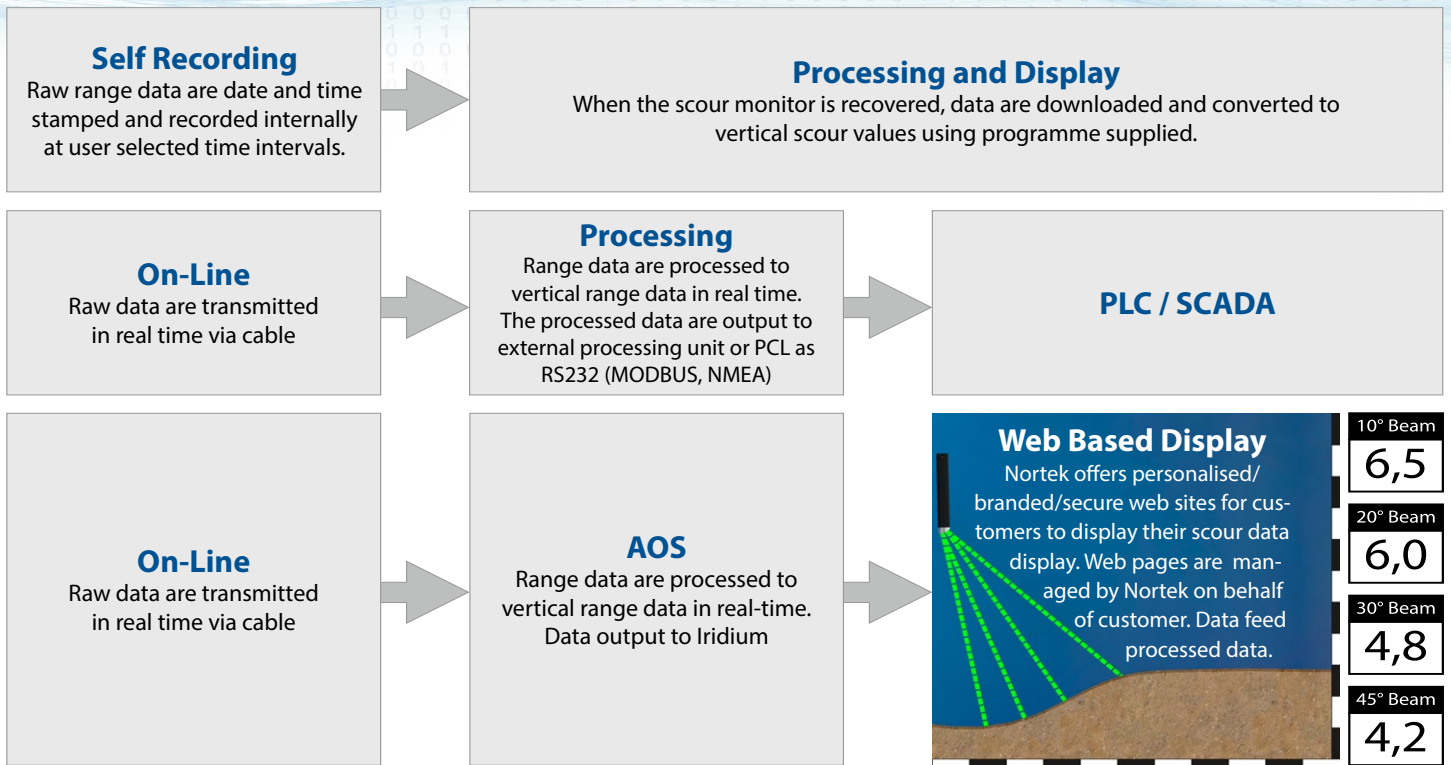 Self Recording
Raw range data are date and time
stamped and recorded internally
at user selected time intervals.
Processing and Display
When the scour monitor is recovered, data are downloaded and converted to
vertical scour values using programme supplied.
On-Line
Raw data are transmitted
in real time via cable
Processing
Range data are processed to
vertical range data in real time.
The processed data are output to
external processing unit or PCL as
RS232 (MODBUS, NMEA)
PLC / SCADA
On-Line
Raw data are transmitted
in real time via cable
AOS
Range data are processed to
vertical range data in real-time.
Data output to Iridium
Web Based Display
Nortek offers personalised/
branded/secure web sites for cus-
tomers to display their scour data
display. Web pages are man-
aged by Nortek on behalf
of customer. Data feed
processed data.
10° Beam
6,5
20° Beam
6,0
30° Beam
4,8
45° Beam
4,2